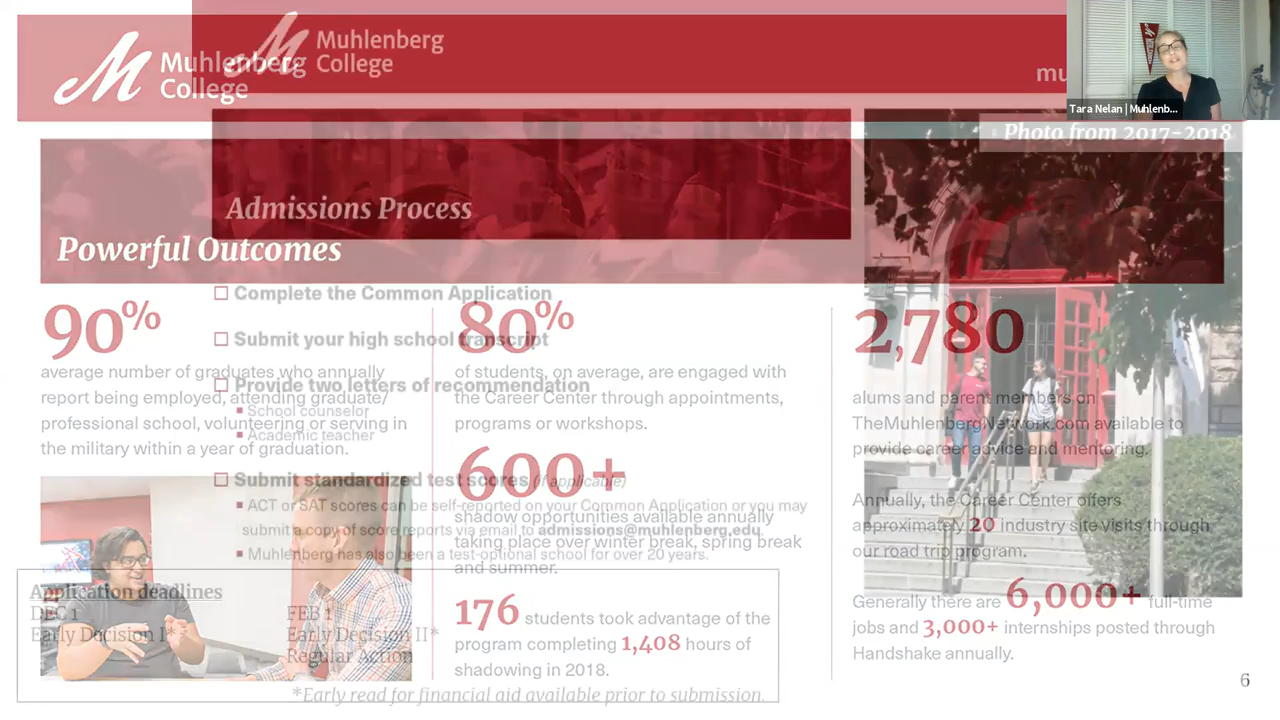 Muhlenberg
College
Muhlenberg
College
mu
Tara Nelan | Muhlenb...
Photo from 2017-2018
Admissions Process
Powerful Outcomes
☐ Complete the Common Application
☐ Submit your high school transcript
☐ Provide two letters of recommendation
▪ School counselor
▪ Academic teacher
☐ Submit standardized test scores (if applicable)
▪ ACT or SAT scores can be self-reported on your Common Application or you may
submit a copy of score reports via email to admissions@muhlenberg.edu.
▪ Muhlenberg has also been a test-optional school for over 20 years.
90%
average number of graduates who annually
report being employed, attending graduate/
professional school, volunteering or serving in
the military within a year of graduation.
80%
of students, on average, are engaged with
the Career Center through appointments,
programs or workshops.
600+
shadow opportunities available annually
taking place over winter break, spring break
and summer.
176 students took advantage of the
program completing 1,408 hours of
shadowing in 2018.
2,780
alums and parent members on
TheMuhlenbergNetwork.com available to
provide career advice and mentoring.
Annually, the Career Center offers
approximately 20 industry site visits through
our road trip program.
Generally there are 6,000+ full-time
jobs and 3,000+ internships posted through
Handshake annually.
Application deadlines
DEC 1
Early Decision I*
FEB 1
Early Decision II*
Regular Action
*Early read for financial aid available prior to submission.
6